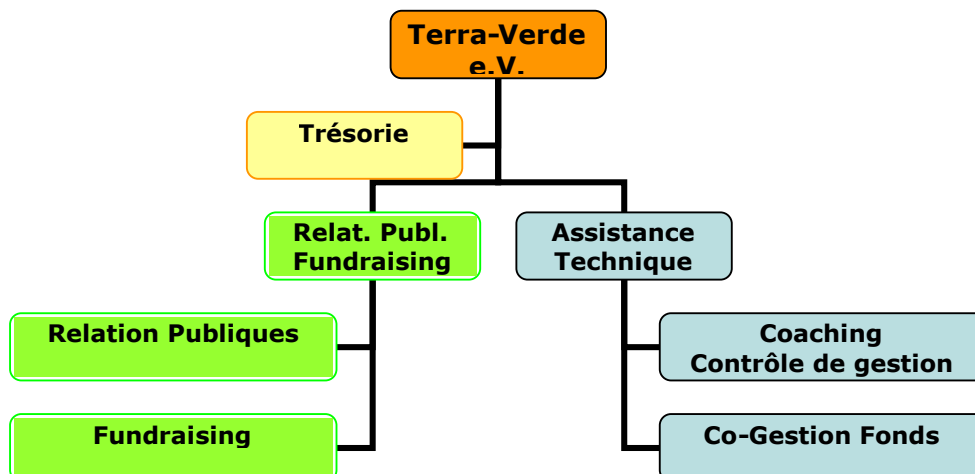 Terra-Verde
e.V.
Trésorie
Relat. Publ.
Fundraising
Assistance
Technique
Relation Publiques
Coaching
Contrôle de gestion
Fundraising
Co-Gestion Fonds